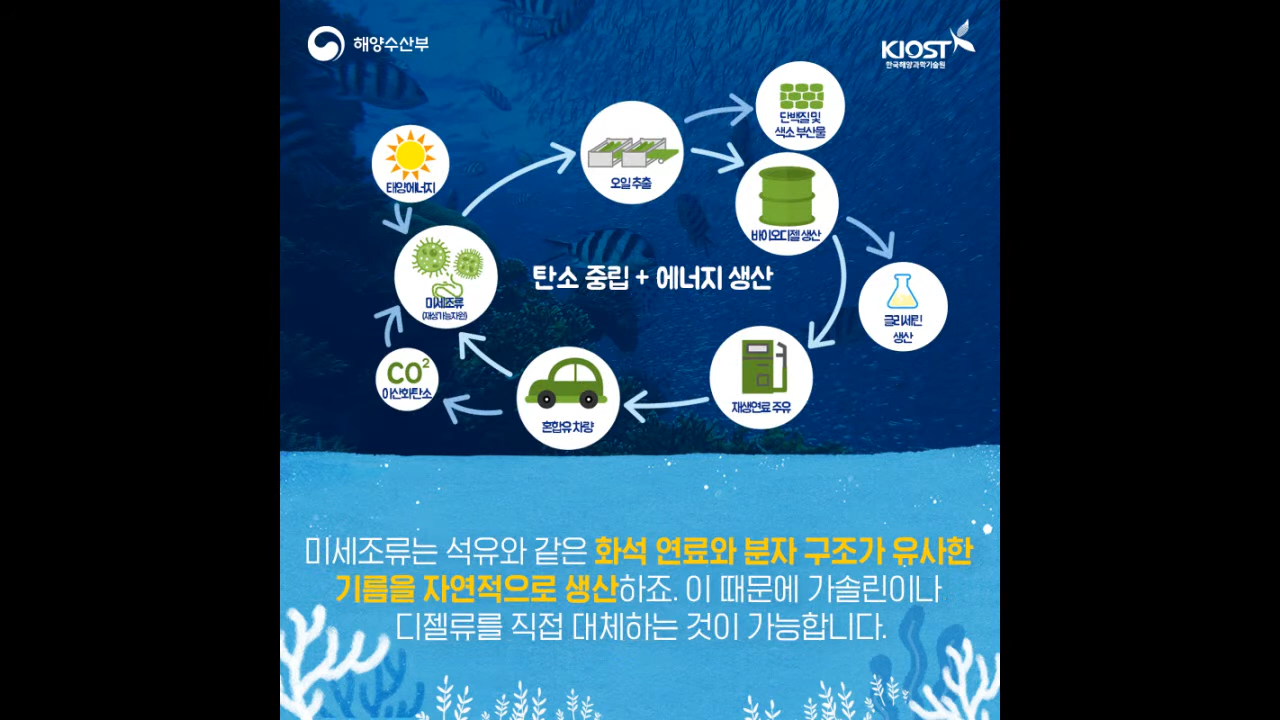 해양수산부
KIOST
한국해양과학기술원
단백질 및
색소 부산물
태양에너지
오일 추출
바이오디젤 생산
미세조류
(재생가능자원)
탄소 중립 + 에너지 생산
글리세린
생산
CO²
이산화탄소
재생연료 주유
혼합유 차량
미세조류는 석유와 같은 화석 연료와 분자 구조가 유사한
기름을 자연적으로 생산하죠. 이 때문에 가솔린이나
디젤류를 직접 대체하는 것이 가능합니다.